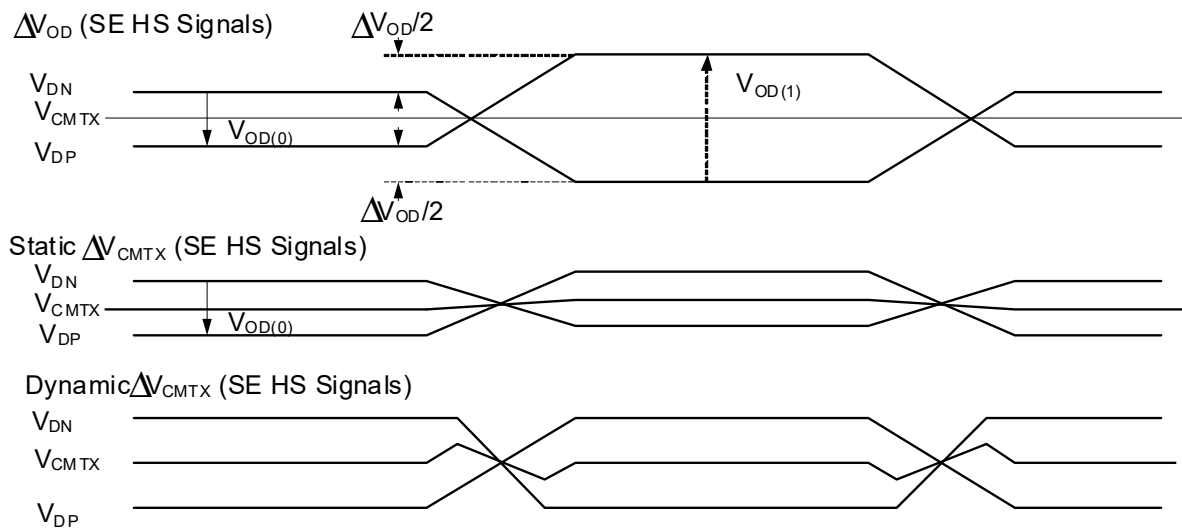 ΔV_OD (SE HS Signals)
ΔV_OD/2
V_DN
V_CMTX
V_DP
V_OD(0)
V_OD(1)
ΔV_OD/2
Static ΔV_CMTX (SE HS Signals)
V_DN
V_CMTX
V_OD(0)
V_DP
Dynamic ΔV_CMTX (SE HS Signals)
V_DN
V_CMTX
V_DP